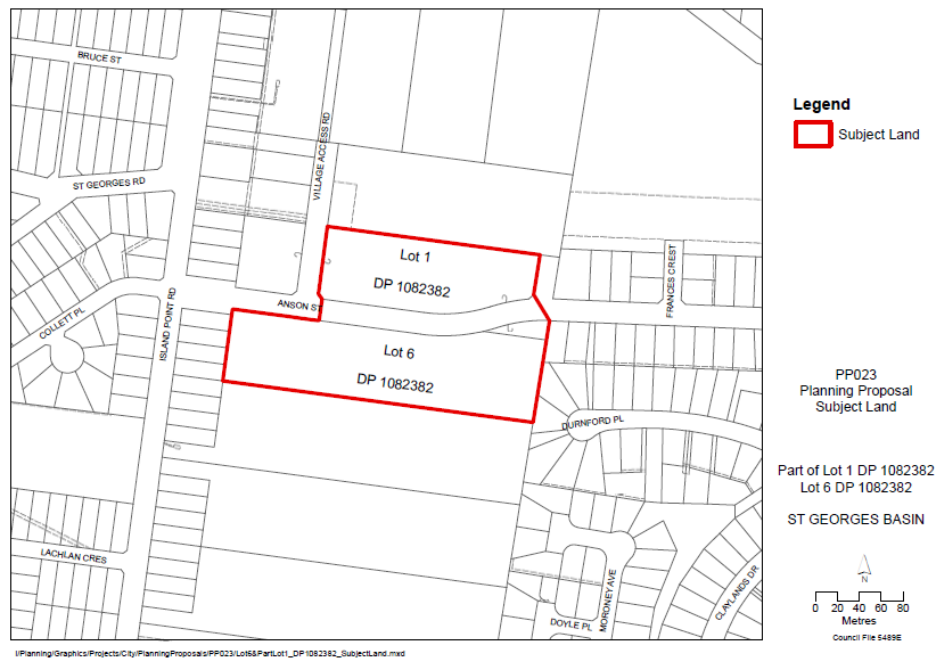 BRUCE ST
ST GEORGES RD
VILLAGE ACCESS RD
COLLETT PL
ISLAND POINT RD
ANSON ST
Lot 1
DP 1082382
FRANCES CREST
Lot 6
DP 1082382
DURNFORD PL
LACHLAN CRES
DOYLE PL
MORONEY AVE
CLAYLANDS DR
Legend
Subject Land
PP023
Planning Proposal
Subject Land
Part of Lot 1 DP 1082382
Lot 6 DP 1082382
ST GEORGES BASIN
N
0 20 40 60 80
Metres
Council File 5489E
I/Planning/Graphics/Projects/City/PlanningProposals/PP023/Lot6&PartLot1_DP1082382_SubjectLand.mxd